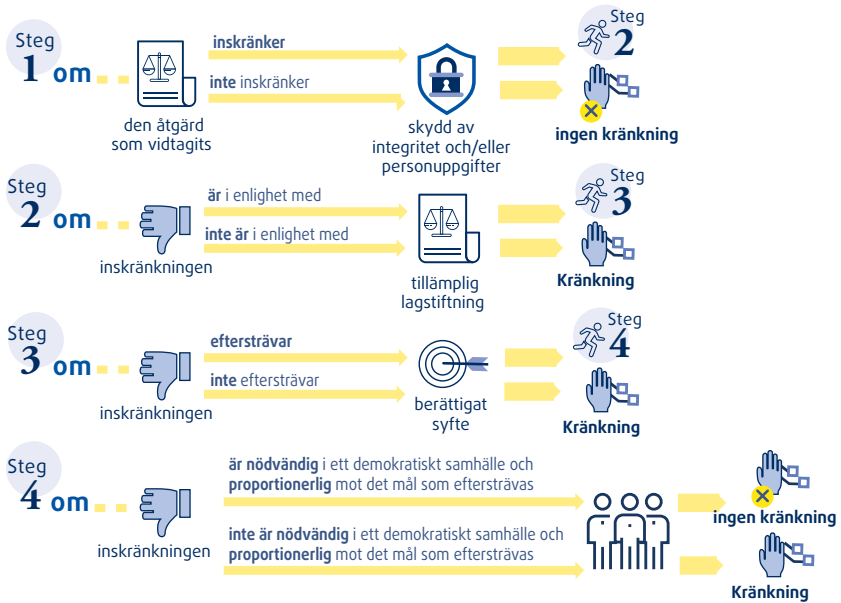 Steg
1 om
den åtgärd
som vidtagits
inskränker
inte inskränker
skydd av
integritet och/eller
personuppgifter
Steg
2
ingen kränkning
Steg
2 om
inskränkningen
är i enlighet med
inte är i enlighet med
tillämplig
lagstiftning
Steg
3
Kränkning
Steg
3 om
inskränkningen
eftersträvar
inte eftersträvar
berättigat
syfte
Steg
4
Kränkning
Steg
4 om
inskränkningen
är nödvändig i ett demokratiskt samhälle och
proportionerlig mot det mål som eftersträvas
inte är nödvändig i ett demokratiskt samhälle och
proportionerlig mot det mål som eftersträvas
ingen kränkning
Kränkning